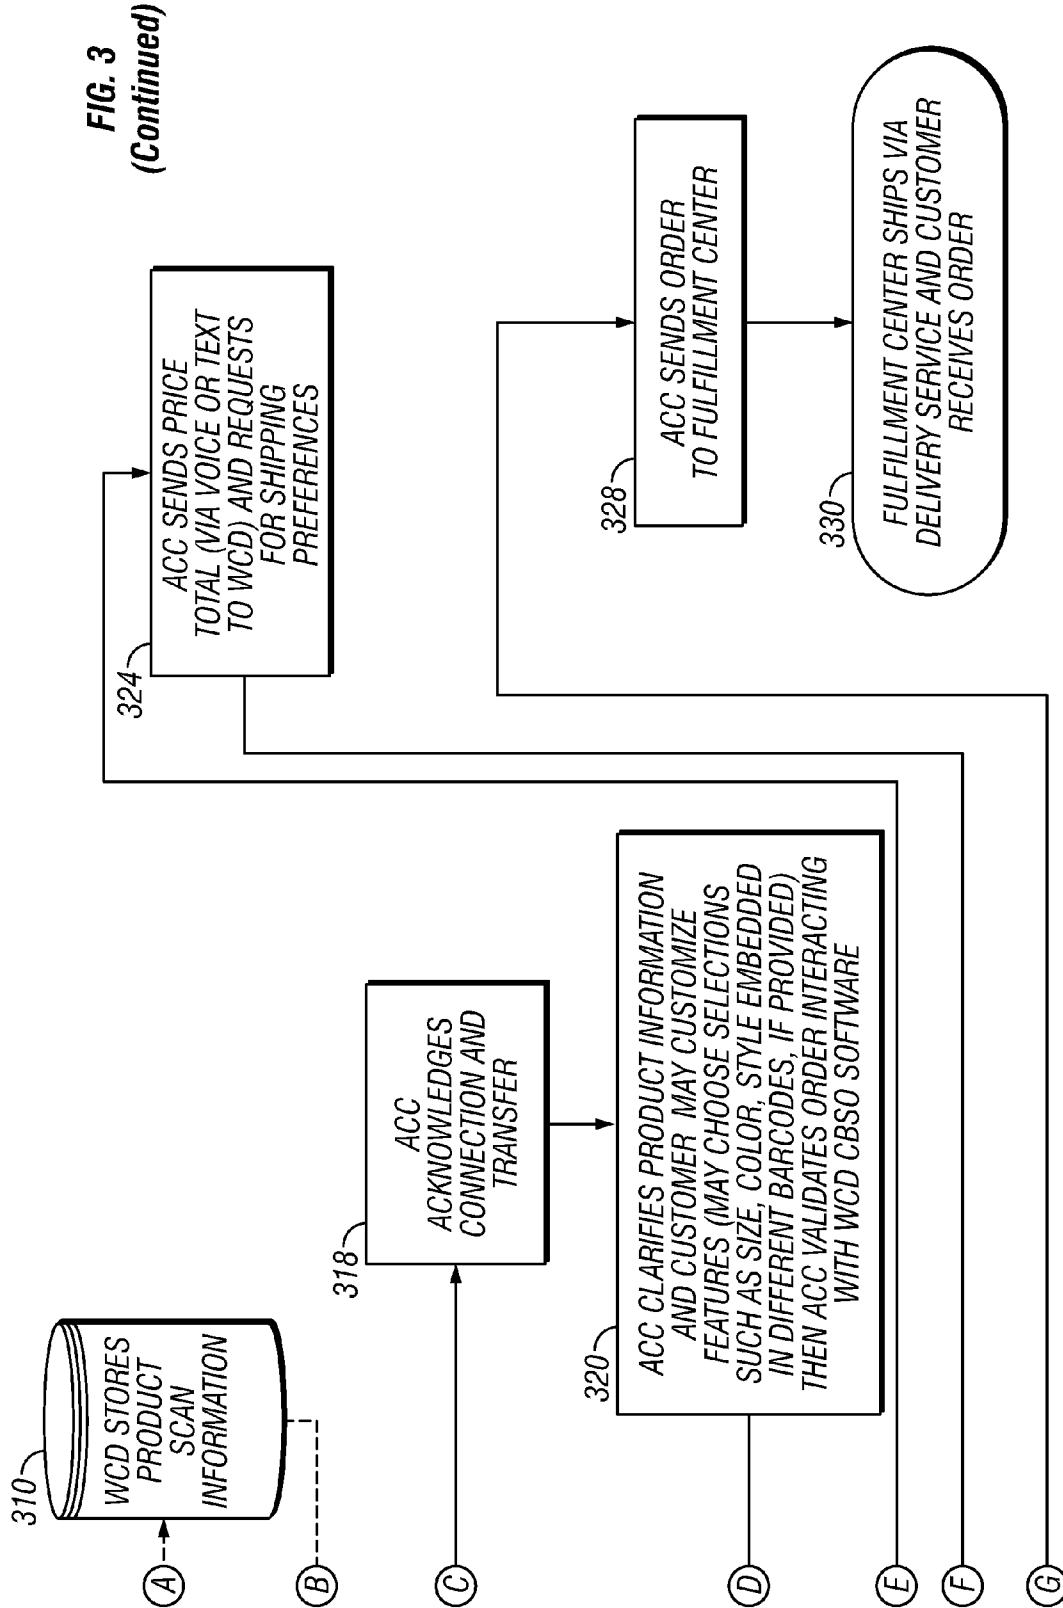 FIG. 3
(Continued)
310
WCD STORES
PRODUCT
SCAN
INFORMATION
A
B
C
318
ACC
ACKNOWLEDGES
CONNECTION AND
TRANSFER
320
ACC CLARIFIES PRODUCT INFORMATION
AND CUSTOMER MAY CUSTOMIZE
FEATURES (MAY CHOOSE SELECTIONS
SUCH AS SIZE, COLOR, STYLE EMBEDDED
IN DIFFERENT BARCODES, IF PROVIDED)
THEN ACC VALIDATES ORDER INTERACTING
WITH WCD CBSO SOFTWARE
D
E
F
G
324
ACC SENDS PRICE
TOTAL (VIA VOICE OR TEXT
TO WCD) AND REQUESTS
FOR SHIPPING
PREFERENCES
328
ACC SENDS ORDER
TO FULFILLMENT CENTER
330
FULFILLMENT CENTER SHIPS VIA
DELIVERY SERVICE AND CUSTOMER
RECEIVES ORDER